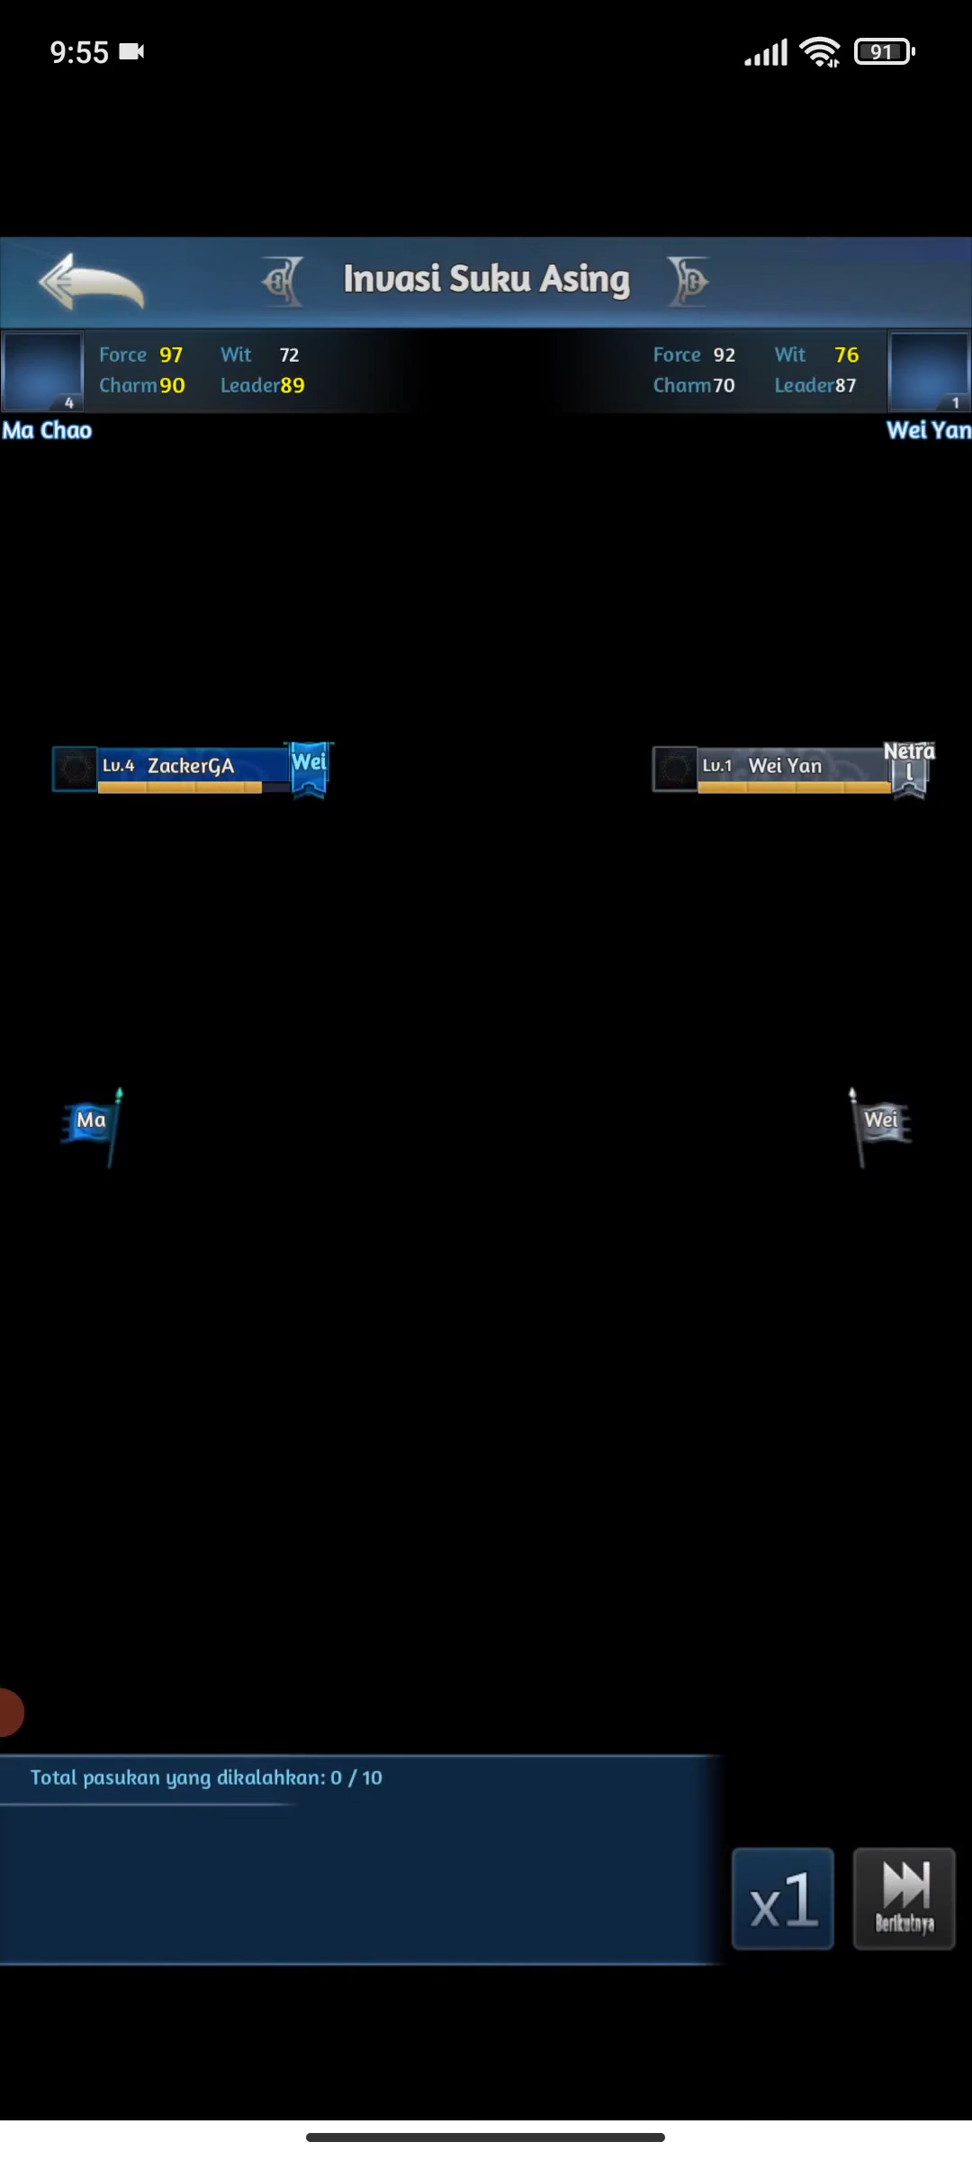 9:55
91
Invasi Suku Asing
Force 97 Wit 72
Force 92 Wit 76
Charm 90 Leader 89
Charm 70 Leader 87
4
1
Ma Chao
Wei Yan
Lv.4 ZackerGA Wei
Lv.1 Wei Yan
Netra
l
Ma
Wei
Total pasukan yang dikalahkan: 0 / 10
x1
Berikutnya